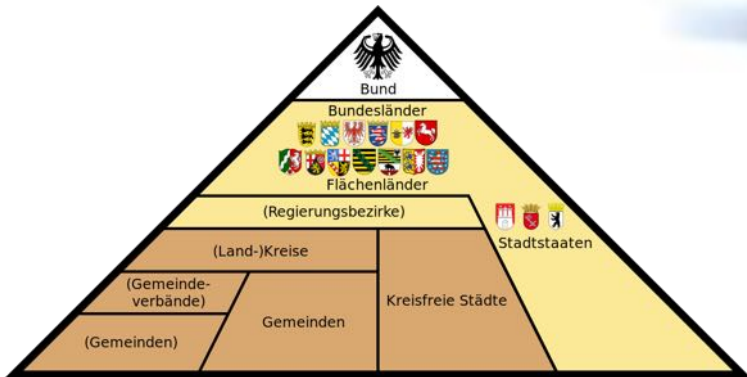 Bund
Bundesländer
Flächenländer
(Regierungsbezirke)
Stadtstaaten
(Land-)Kreise
(Gemeinde-
verbände)
Gemeinden
Kreisfreie Städte
(Gemeinden)